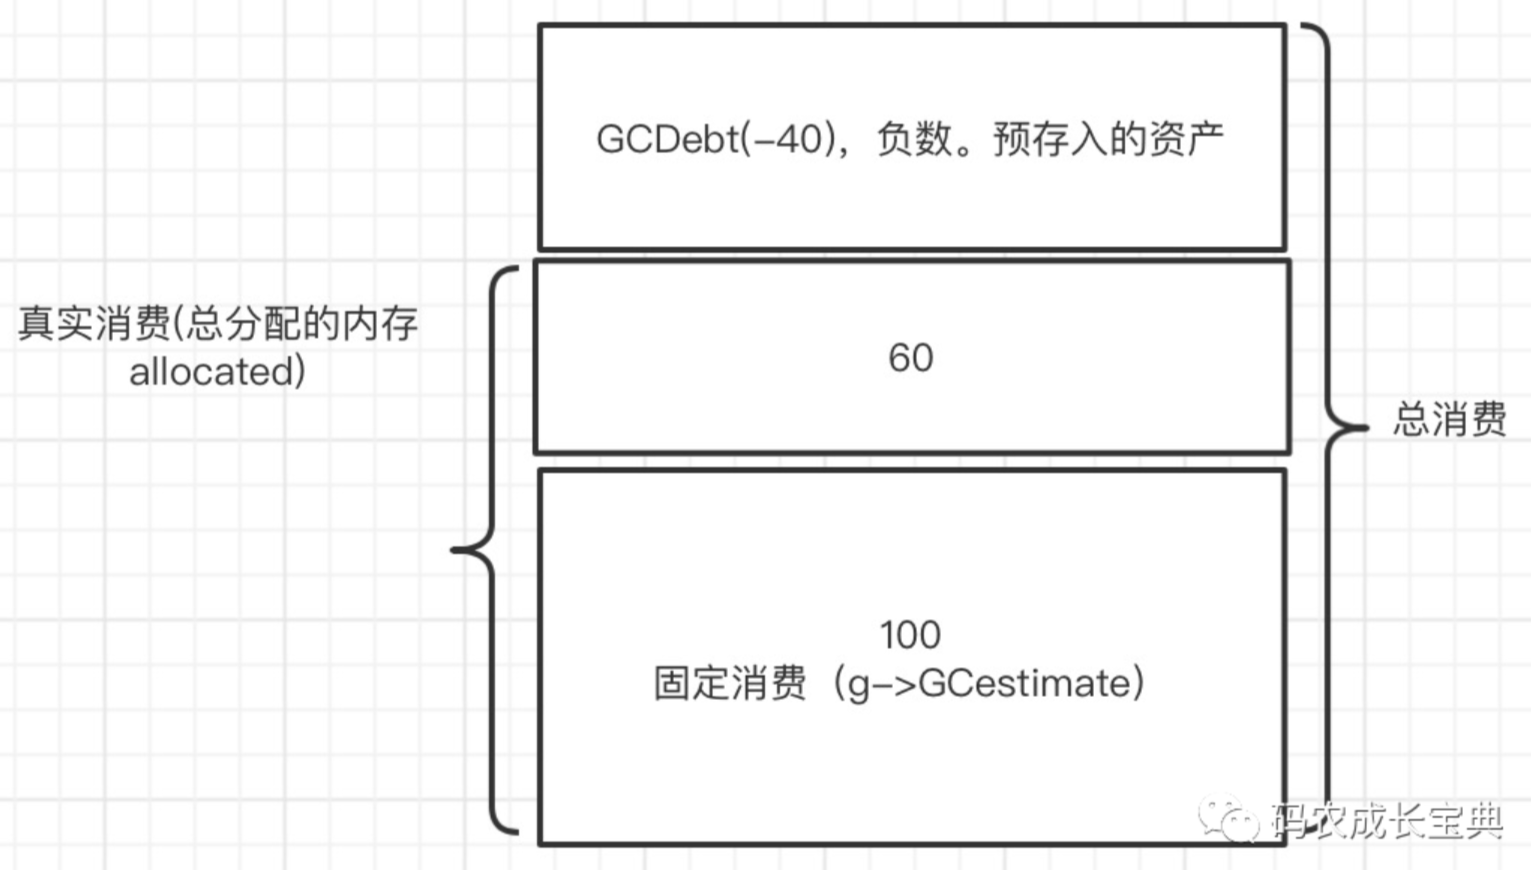 GCDebt(-40)，负数。预存入的资产
真实消费(总分配的内存
allocated)
60
总消费
100
固定消费（g->GCestimate）
码农成长宝典